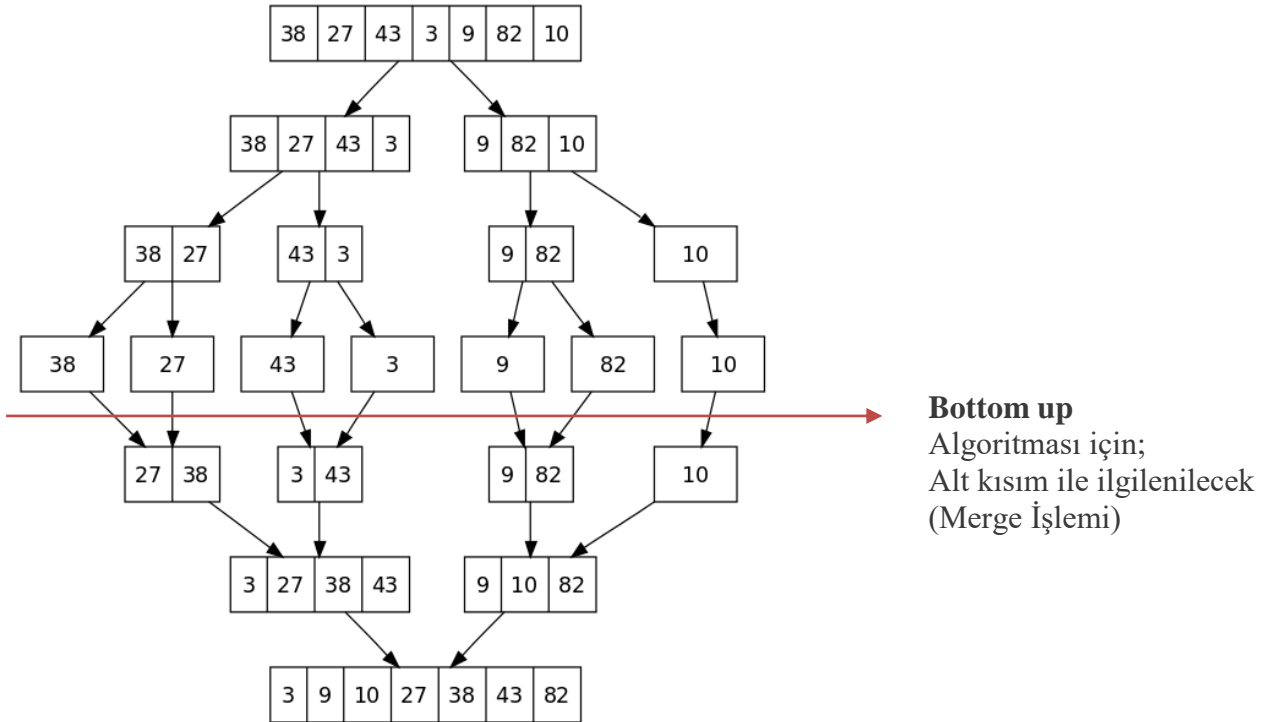 38 27 43 3 9 82 10
38 27 43 3 9 82 10
38 27 43 3 9 82 10
38 27 43 3 9 82 10
Bottom up
Algoritması için;
Alt kısım ile ilgilenilecek
(Merge İşlemi)
27 38 3 43 9 82 10
3 27 38 43 9 10 82
3 9 10 27 38 43 82